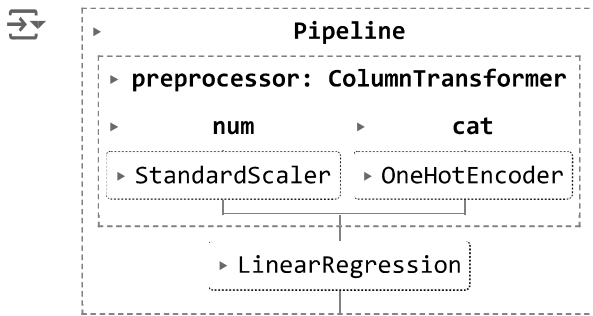 Pipeline
preprocessor: ColumnTransformer
num cat
StandardScaler OneHotEncoder
LinearRegression